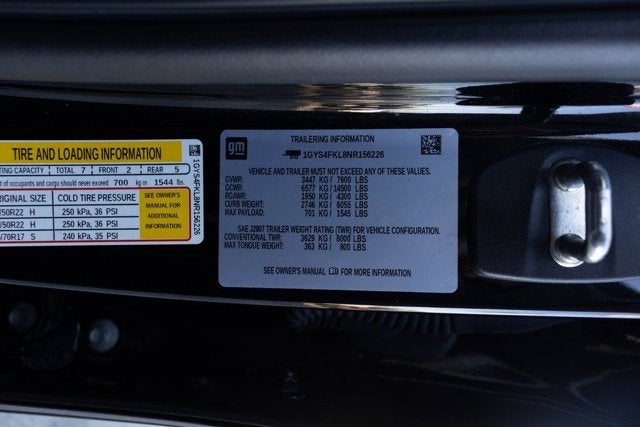 TIRE AND LOADING INFORMATION
TING CAPACITY TOTAL 7 FRONT 2 REAR 5
t of occupants and cargo should never exceed 700 kg or 1544 lbs.
RIGINAL SIZE COLD TIRE PRESSURE
/50R22 H 250 kPa, 36 PSI
/50R22 H 250 kPa, 36 PSI
/70R17 S 240 kPa, 35 PSI
SEE OWNER'S
MANUAL FOR
ADDITIONAL
INFORMATION
1GYS4FKL8NR156226
gm
TRAILERING INFORMATION
1GYS4FKL8NR156226
VEHICLE AND TRAILER MUST NOT EXCEED ANY OF THESE VALUES.
GVWR: 3447 KG / 7600 LBS
GCWR: 6577 KG / 14500 LBS
RGAWR: 1950 KG / 4300 LBS
CURB WEIGHT: 2746 KG / 6055 LBS
MAX PAYLOAD: 701 KG / 1545 LBS
SAE J2807 TRAILER WEIGHT RATING (TWR) FOR VEHICLE CONFIGURATION.
CONVENTIONAL TWR: 3629 KG / 8000 LBS
MAX TONGUE WEIGHT: 363 KG / 800 LBS
SEE OWNER'S MANUAL FOR MORE INFORMATION